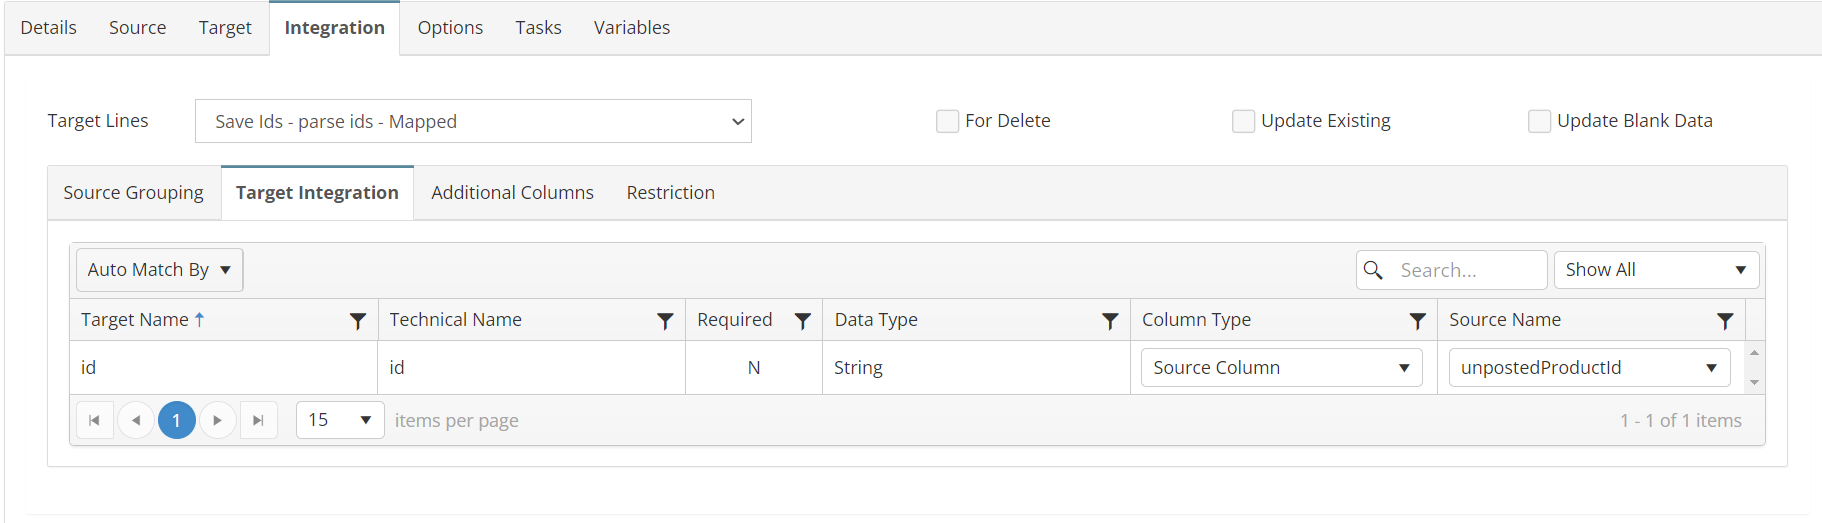 Details Source Target Integration Options Tasks Variables
Target Lines Save Ids - parse ids - Mapped For Delete Update Existing Update Blank Data
Source Grouping Target Integration Additional Columns Restriction
Auto Match By Search... Show All
Target Name Technical Name Required Data Type Column Type Source Name
id id N String Source Column unpostedProductId
1 15 items per page 1 - 1 of 1 items